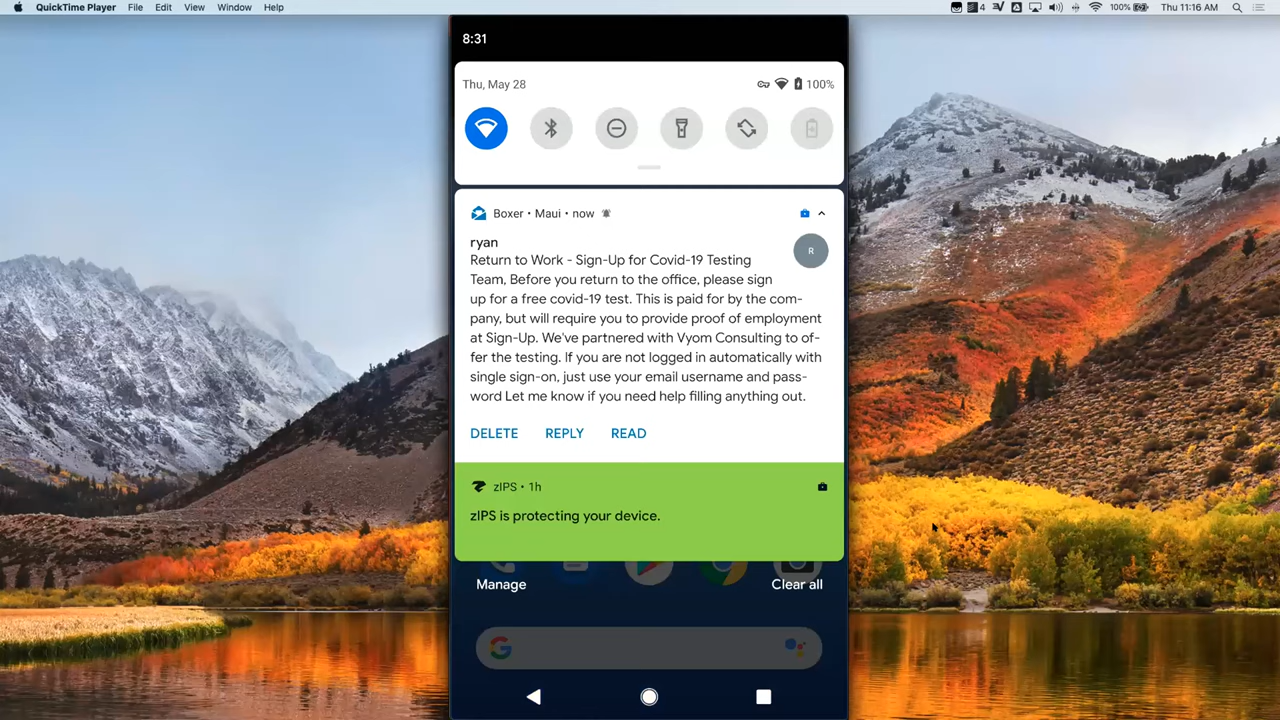 QuickTime Player File Edit View Window Help 4 100% Thu 11:16 AM
8:31
Thu, May 28 100%
Boxer • Maui • now
ryan
R
Return to Work - Sign-Up for Covid-19 Testing
Team, Before you return to the office, please sign
up for a free covid-19 test. This is paid for by the com-
pany, but will require you to provide proof of employment
at Sign-Up. We've partnered with Vyom Consulting to of-
fer the testing. If you are not logged in automatically with
single sign-on, just use your email username and pass-
word Let me know if you need help filling anything out.
DELETE REPLY READ
zIPS • 1h
zIPS is protecting your device.
Manage Clear all